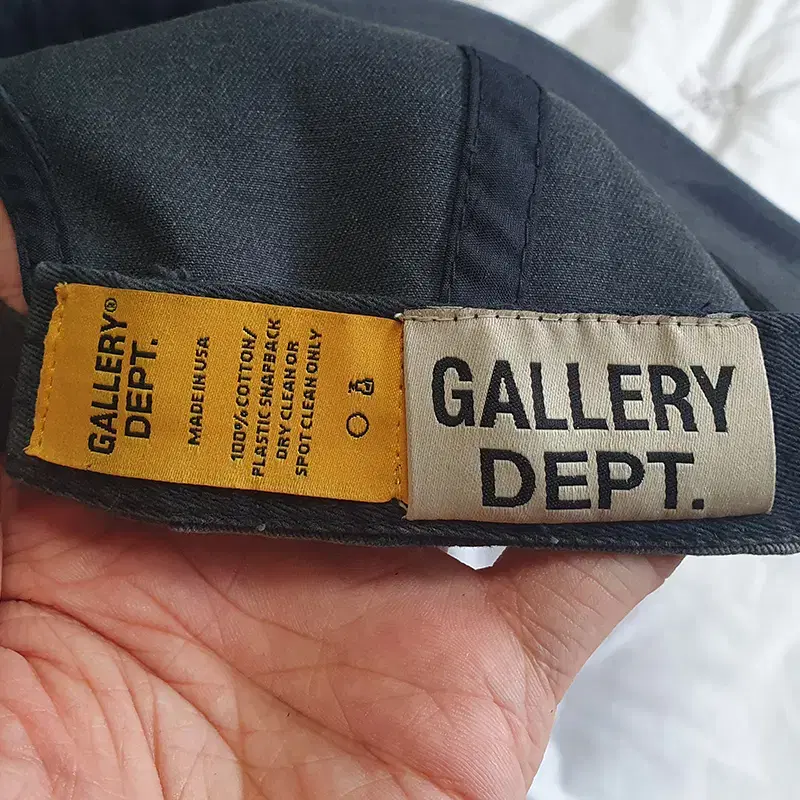 GALLERY®
DEPT.
MADE IN USA
100% COTTON/
PLASTIC SNAPBACK
DRY CLEAN OR
SPOT CLEAN ONLY
GALLERY
DEPT.